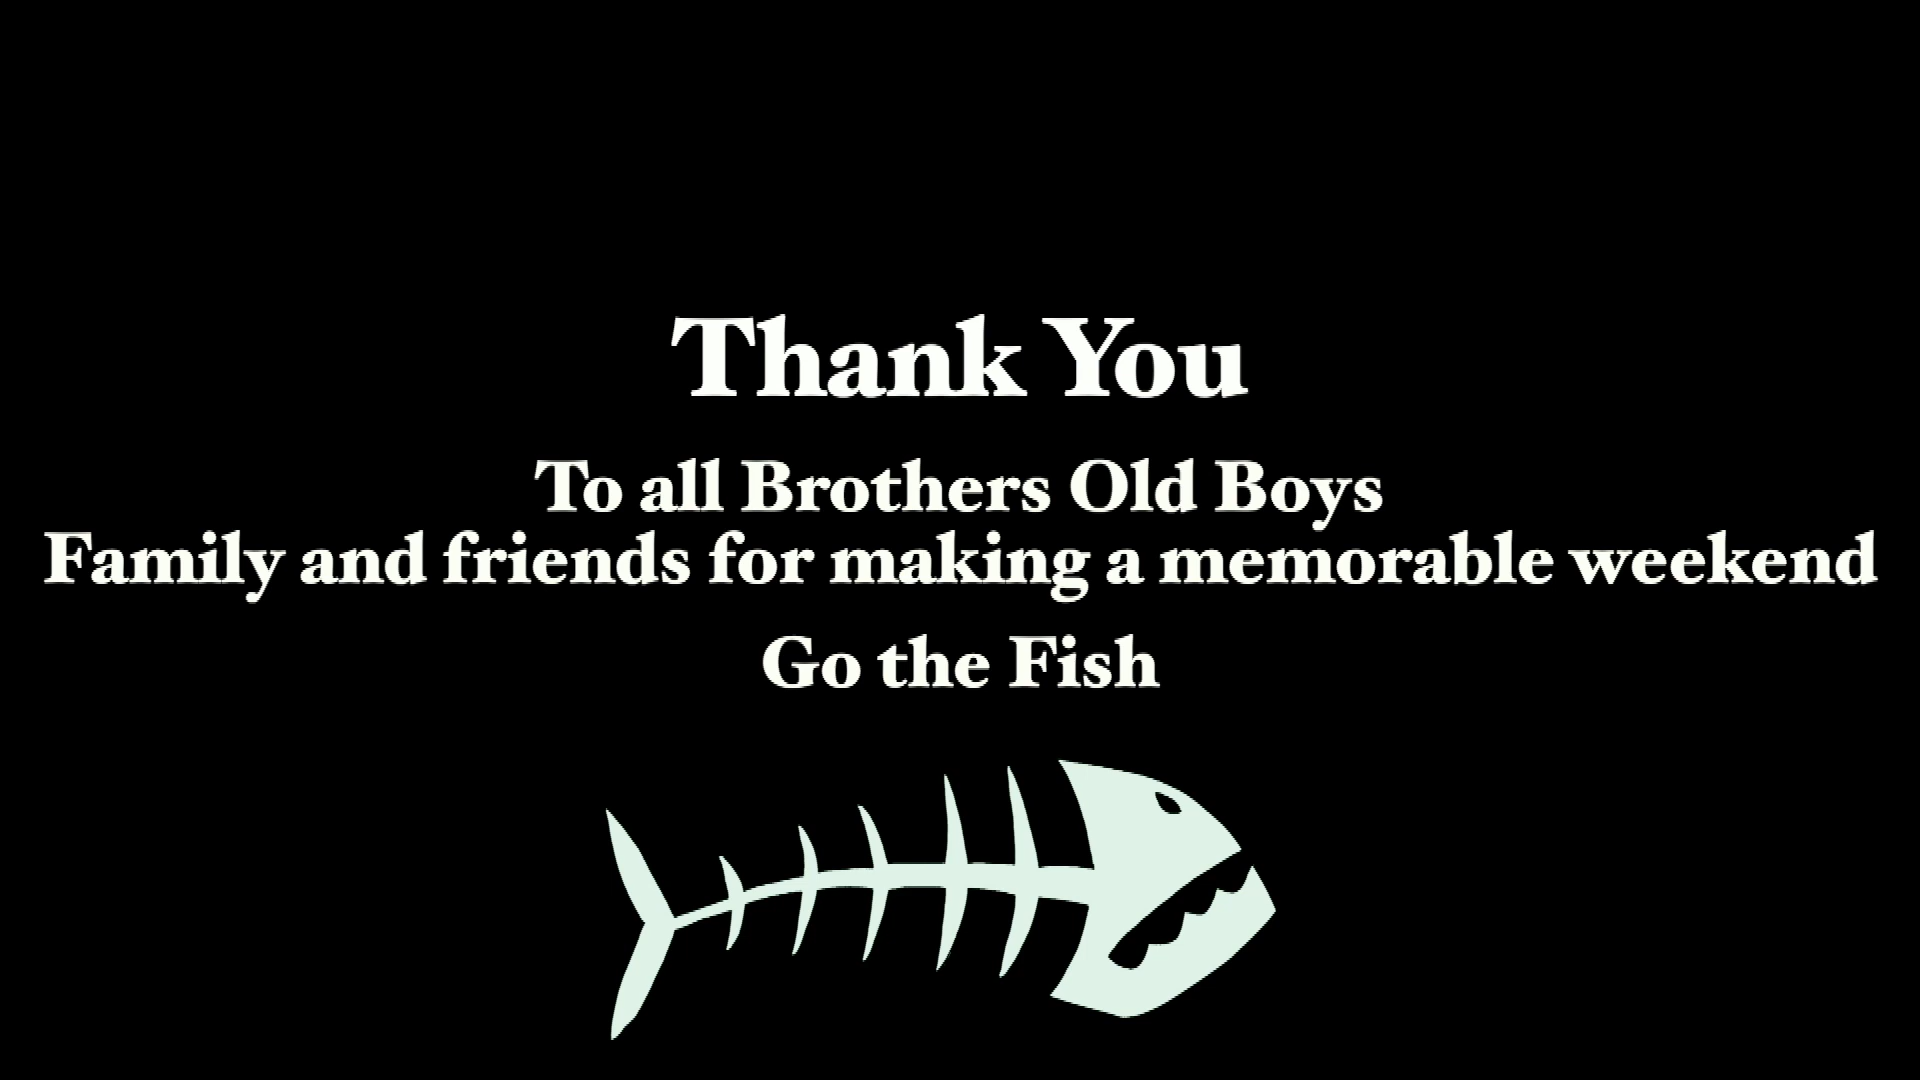 Thank You
To all Brothers Old Boys
Family and friends for making a memorable weekend
Go the Fish